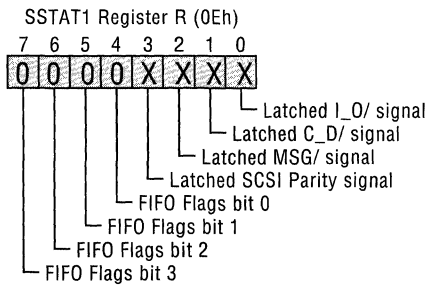 SSTAT1 Register R (0Eh)
7 6 5 4 3 2 1 0
0 0 0 0 X X X X
Latched I_O/ signal
Latched C_D/ signal
Latched MSG/ signal
Latched SCSI Parity signal
FIFO Flags bit 0
FIFO Flags bit 1
FIFO Flags bit 2
FIFO Flags bit 3